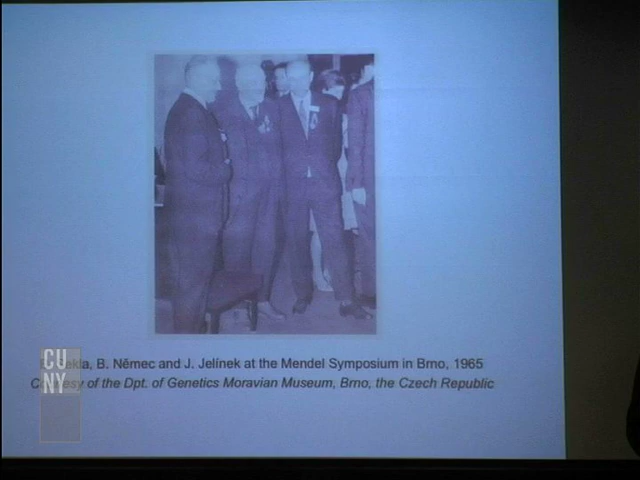 B. Němec and J. Jelínek at the Mendel Symposium in Brno, 1965
of the Dpt. of Genetics Moravian Museum, Brno, the Czech Republic
CU
NY